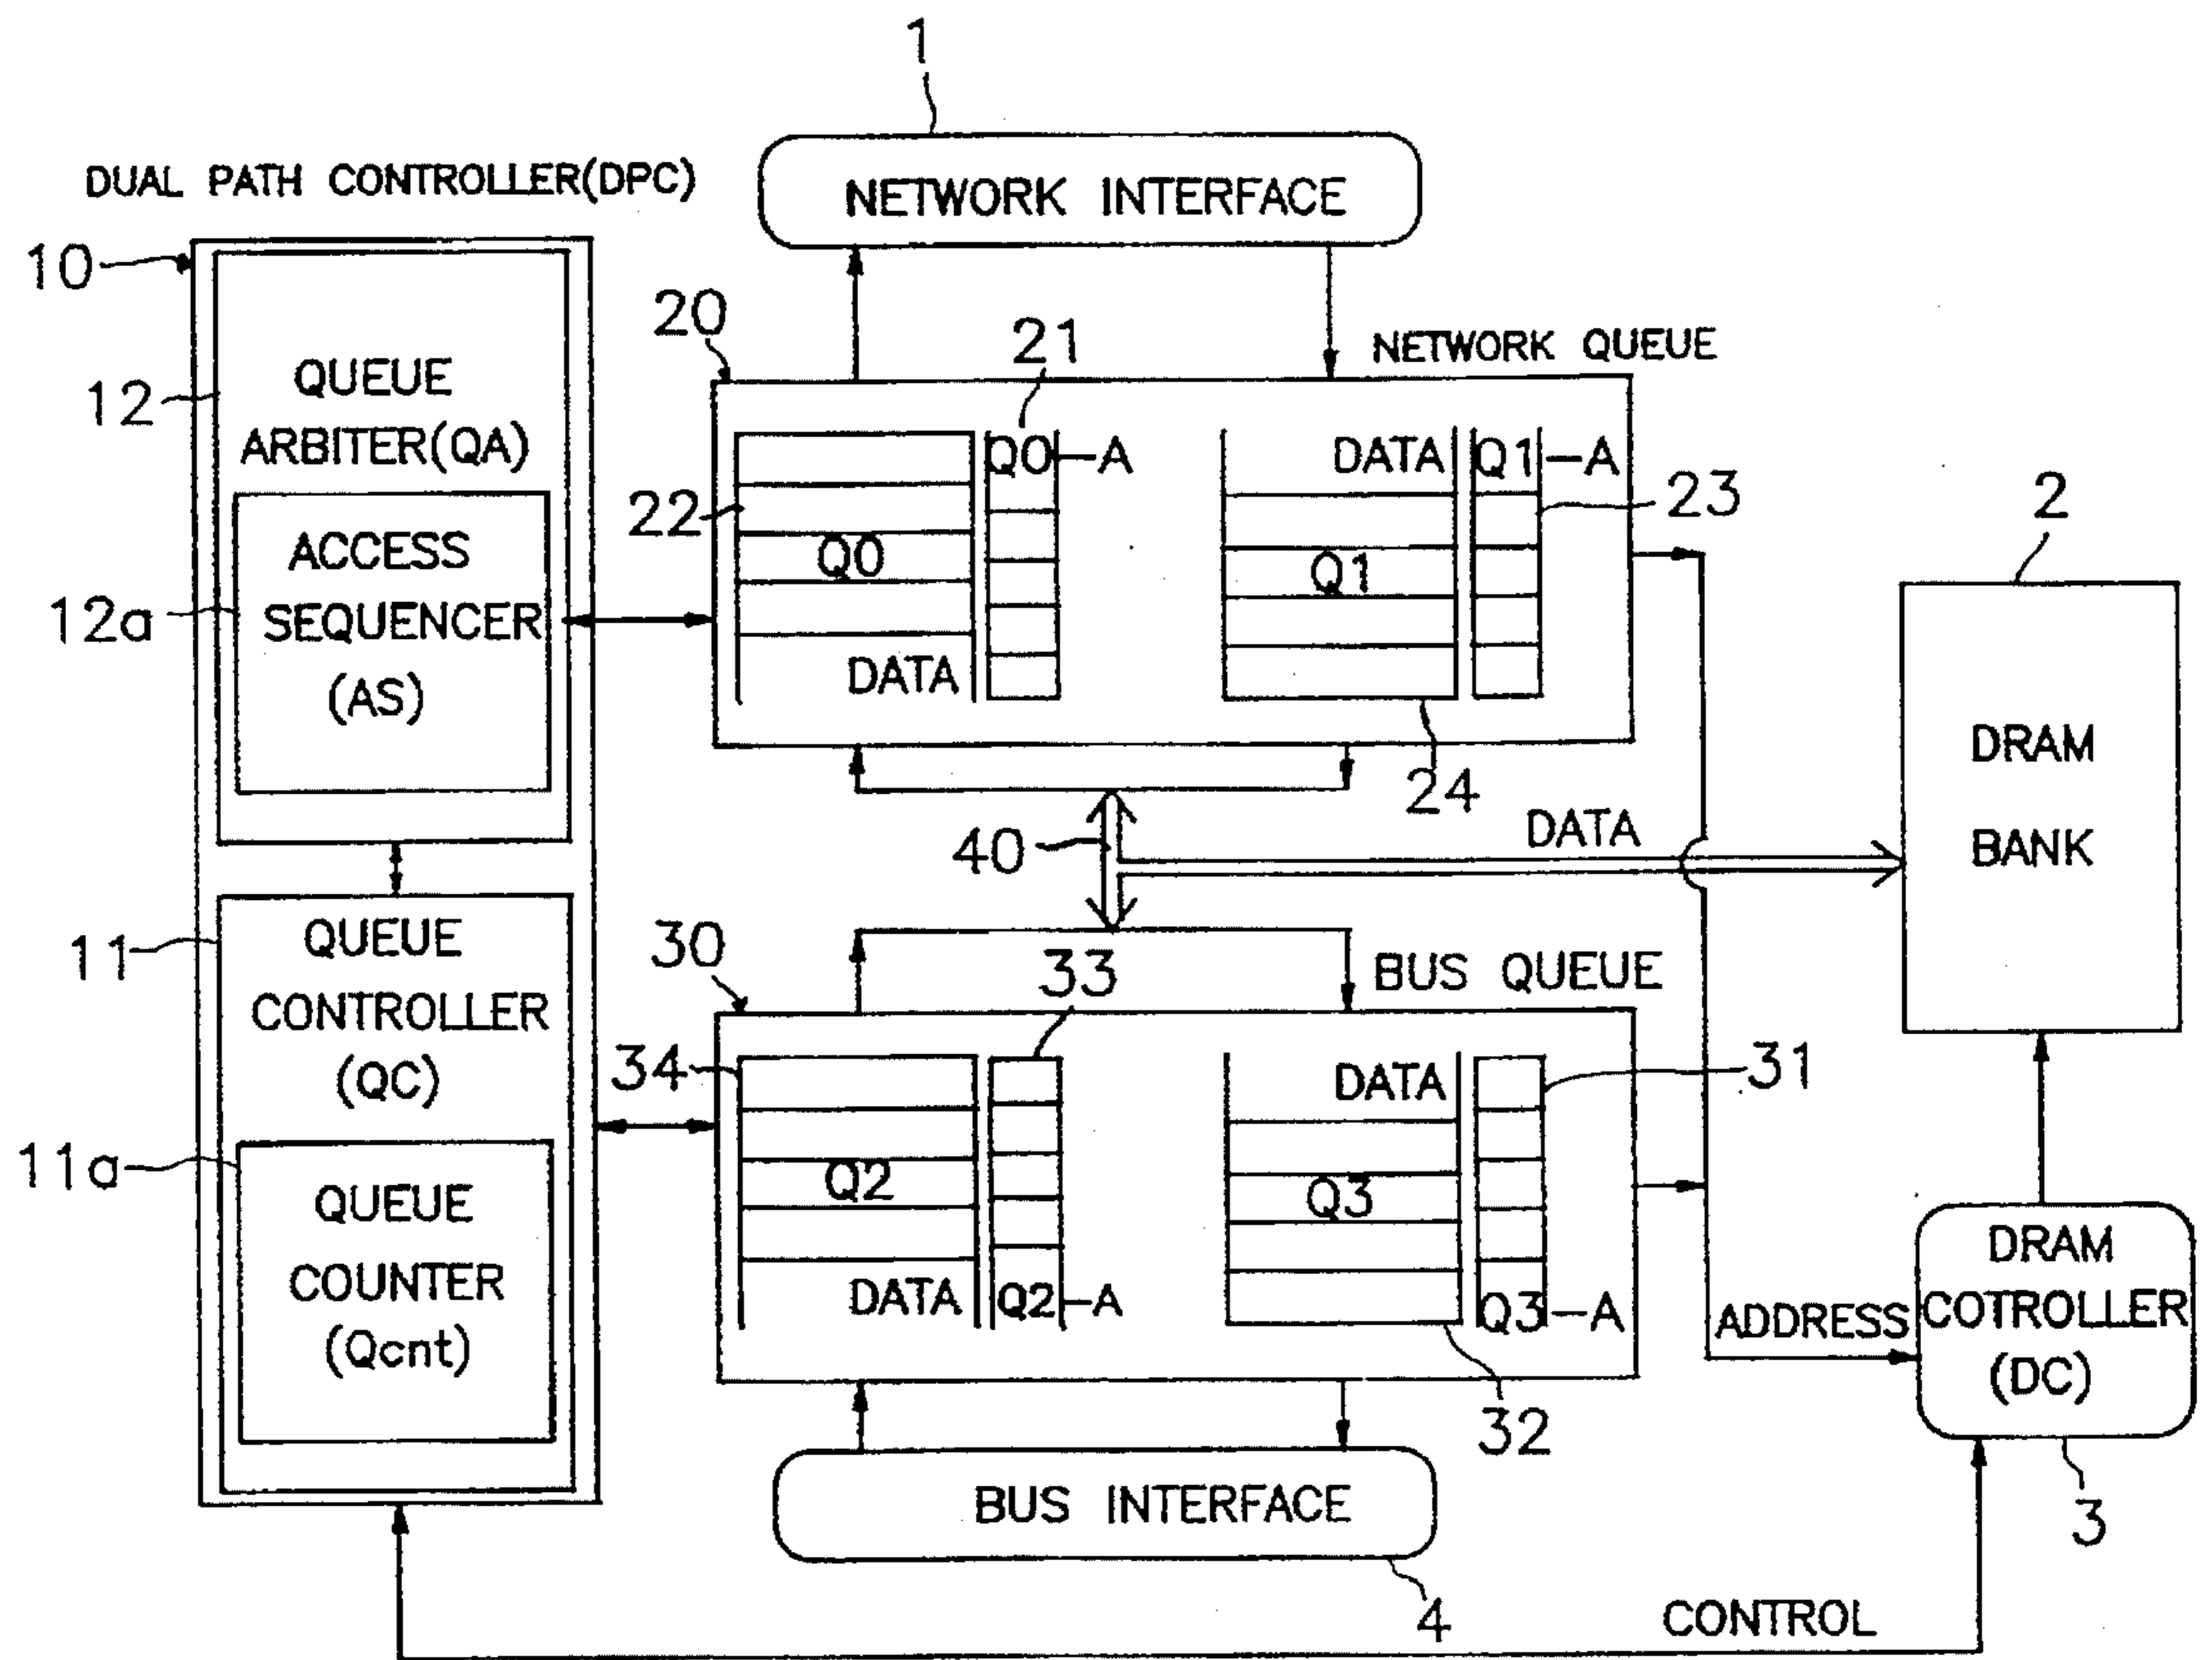 1
DUAL PATH CONTROLLER(DPC)
NETWORK INTERFACE
10
20
21
NETWORK QUEUE
12
QUEUE
ARBITER(QA)
Q0-A
DATA
Q1-A
22
23
2
ACCESS
SEQUENCER
(AS)
12a
Q0
Q1
DATA
24
DRAM
BANK
40
DATA
11
QUEUE
CONTROLLER
(QC)
30
33
BUS QUEUE
34
DATA
31
11a
QUEUE
COUNTER
(Qcnt)
Q2
Q3
DATA
Q2-A
Q3-A
ADDRESS
DRAM
COTROLLER
(DC)
32
3
BUS INTERFACE
4
CONTROL